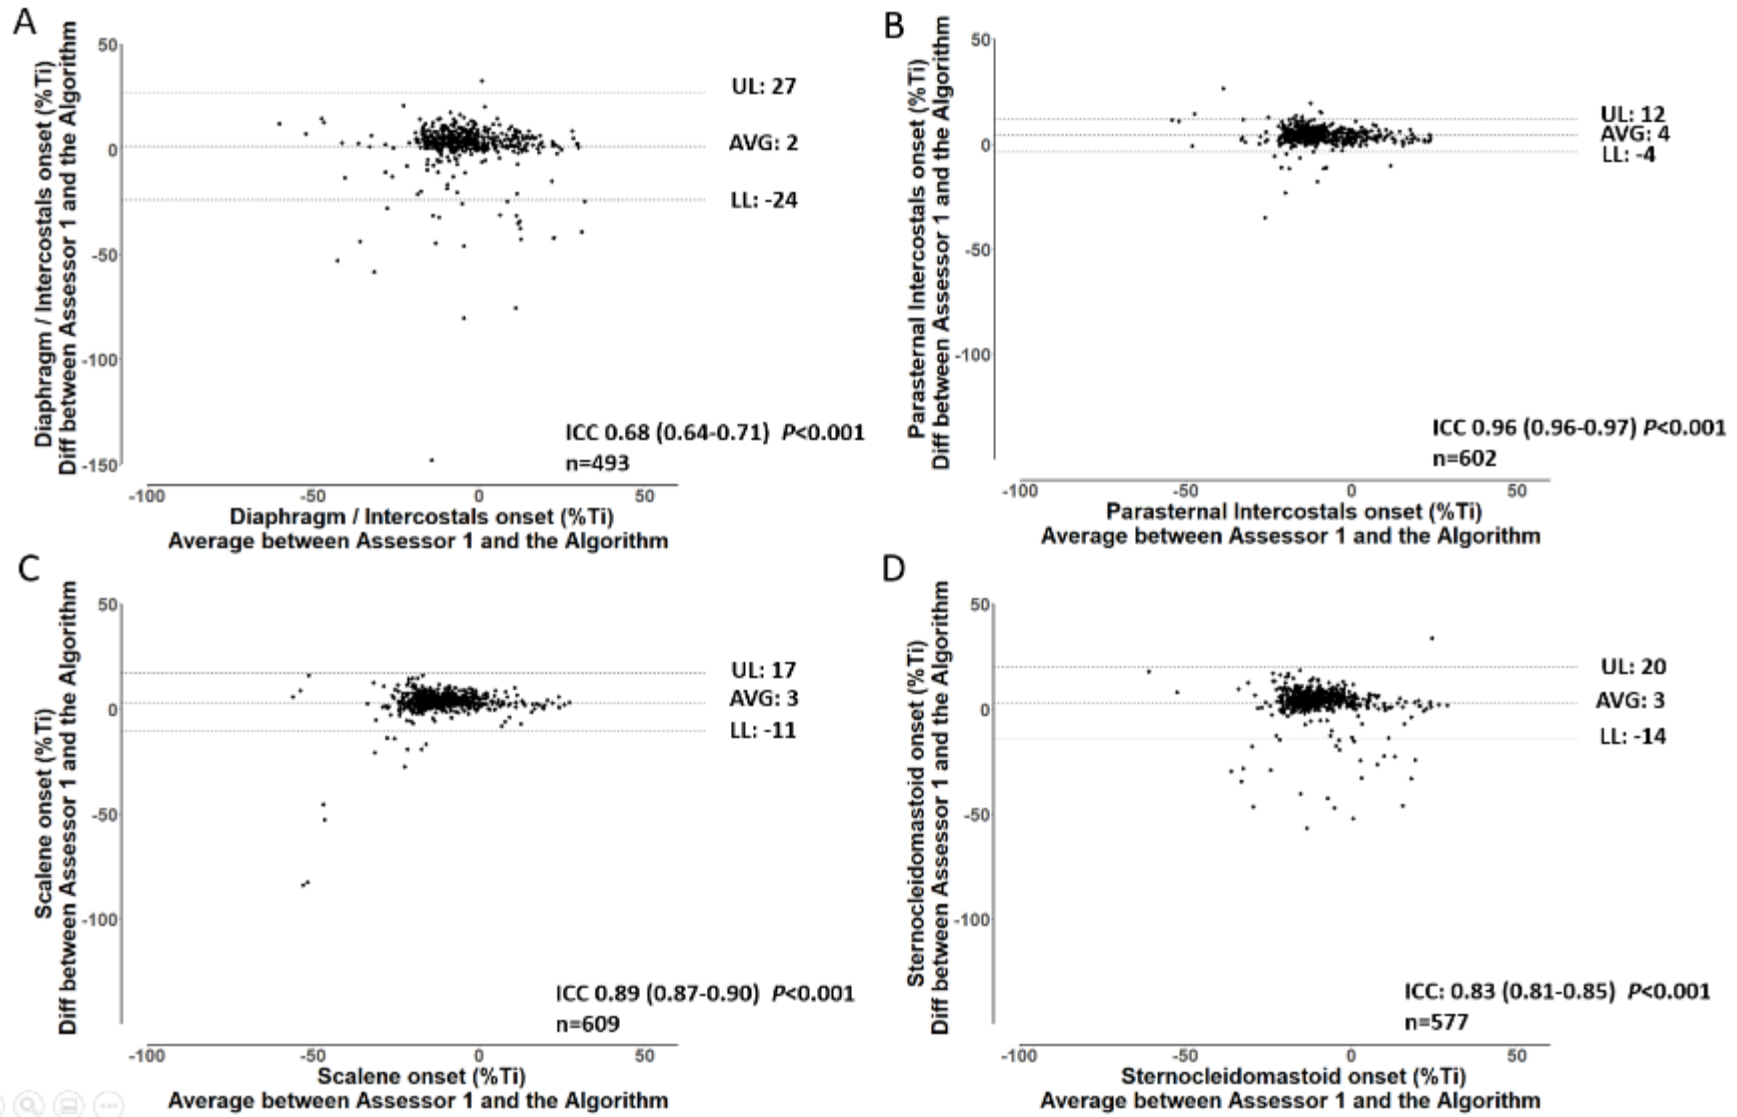 A
Diaphragm / Intercostals onset (%Ti)
Diff between Assessor 1 and the Algorithm
50
0
-50
-100
-150
UL: 27
AVG: 2
LL: -24
ICC 0.68 (0.64-0.71) P<0.001
n=493
-100 -50 0 50
Diaphragm / Intercostals onset (%Ti)
Average between Assessor 1 and the Algorithm
B
Parasternal Intercostals onset (%Ti)
Diff between Assessor 1 and the Algorithm
50
0
-50
-100
UL: 12
AVG: 4
LL: -4
ICC 0.96 (0.96-0.97) P<0.001
n=602
-100 -50 0 50
Parasternal Intercostals onset (%Ti)
Average between Assessor 1 and the Algorithm
C
Scalene onset (%Ti)
Diff between Assessor 1 and the Algorithm
50
0
-50
-100
UL: 17
AVG: 3
LL: -11
ICC 0.89 (0.87-0.90) P<0.001
n=609
-100 -50 0 50
Scalene onset (%Ti)
Average between Assessor 1 and the Algorithm
D
Sternocleidomastoid onset (%Ti)
Diff between Assessor 1 and the Algorithm
50
0
-50
-100
UL: 20
AVG: 3
LL: -14
ICC: 0.83 (0.81-0.85) P<0.001
n=577
-100 -50 0 50
Sternocleidomastoid onset (%Ti)
Average between Assessor 1 and the Algorithm